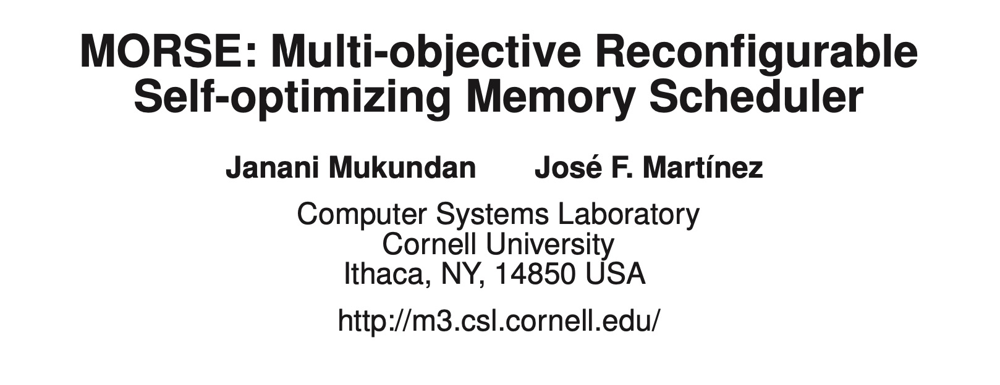 MORSE: Multi-objective Reconfigurable
Self-optimizing Memory Scheduler
Janani Mukundan José F. Martínez
Computer Systems Laboratory
Cornell University
Ithaca, NY, 14850 USA
http://m3.csl.cornell.edu/